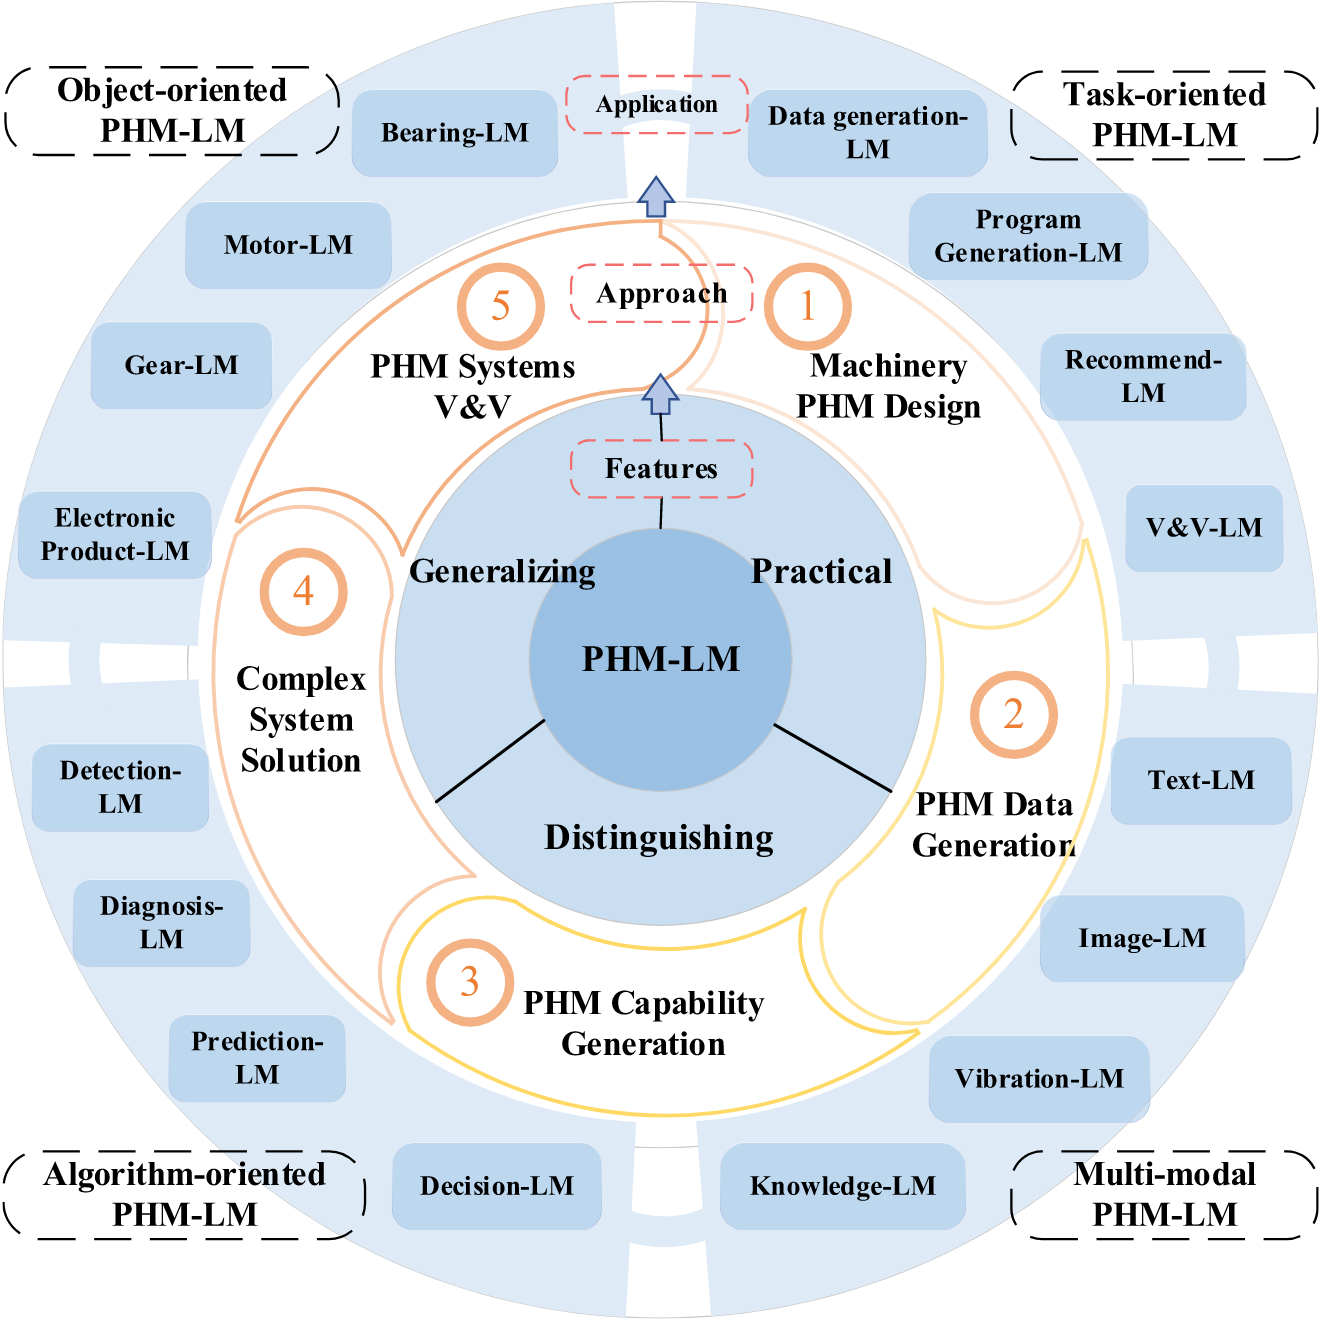 Object-oriented
PHM-LM
Bearing-LM
Motor-LM
Gear-LM
Electronic
Product-LM
Application
Task-oriented
PHM-LM
Data generation-
LM
Program
Generation-LM
Recommend-
LM
V&V-LM
Approach
5
PHM Systems
V&V
1
Machinery
PHM Design
Features
Generalizing
Practical
PHM-LM
Distinguishing
4
Complex
System
Solution
2
PHM Data
Generation
3
PHM Capability
Generation
Detection-
LM
Diagnosis-
LM
Prediction-
LM
Decision-LM
Algorithm-oriented
PHM-LM
Text-LM
Image-LM
Vibration-LM
Knowledge-LM
Multi-modal
PHM-LM